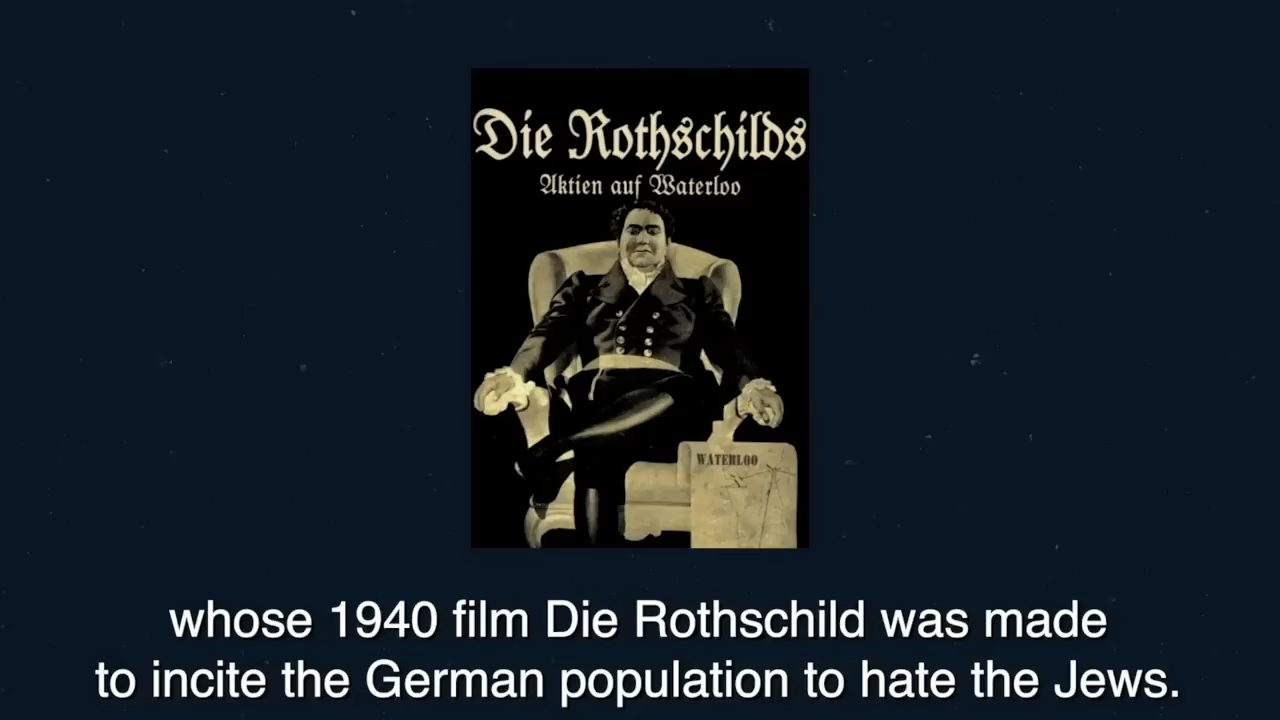 Die Rothschilds
Aktien auf Waterloo
WATERLOO
whose 1940 film Die Rothschild was made
to incite the German population to hate the Jews.